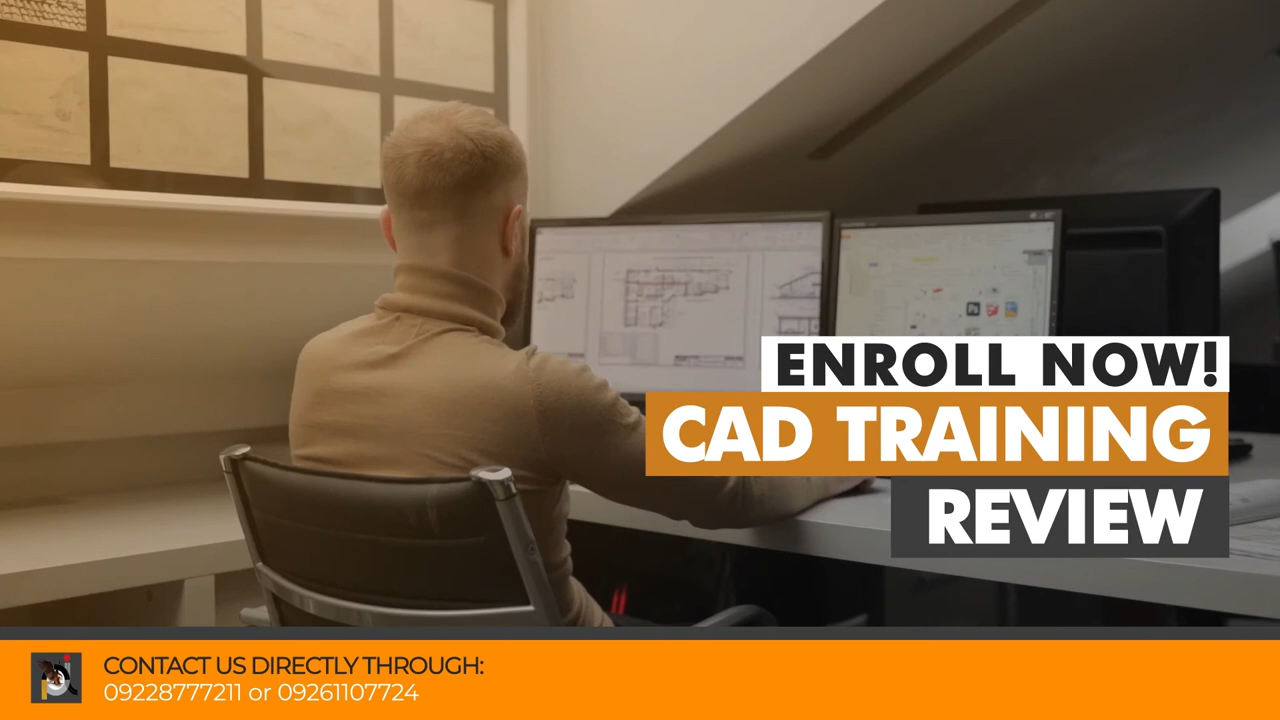 ENROLL NOW!
CAD TRAINING
REVIEW
CONTACT US DIRECTLY THROUGH:
09228777211 or 09261107724